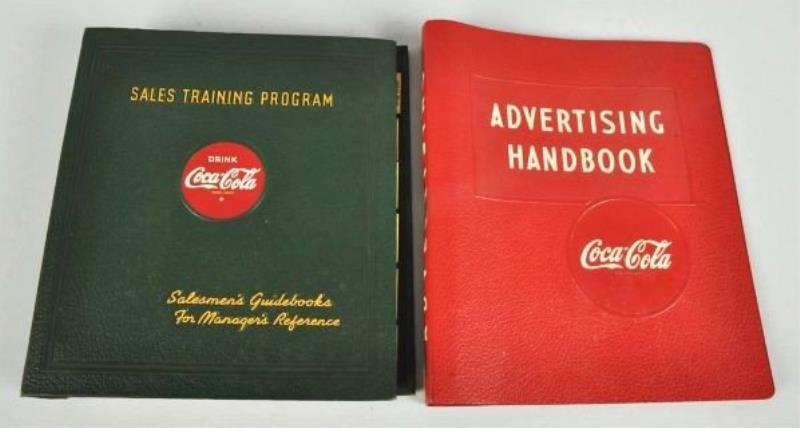 SALES TRAINING PROGRAM
DRINK
Coca-Cola
Salesmen's Guidebooks
For Manager's Reference
ADVERTISING
HANDBOOK
Coca-Cola